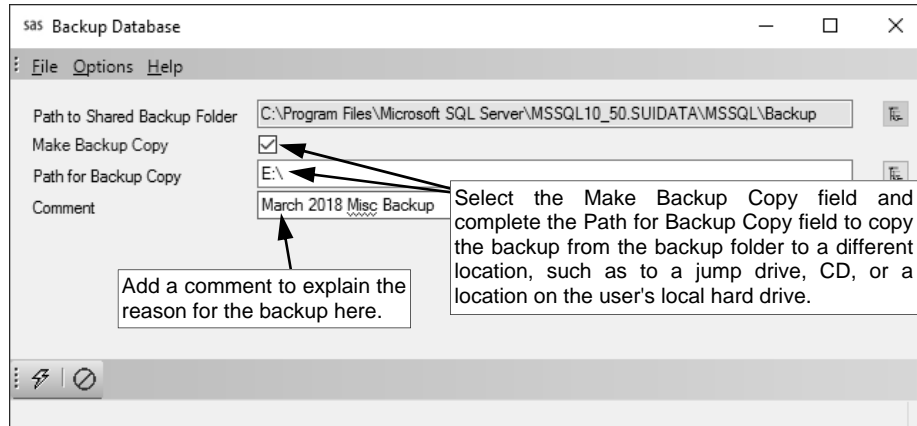 sas Backup Database
File Options Help
Path to Shared Backup Folder C:\Program Files\Microsoft SQL Server\MSSQL10_50.SUIDATA\MSSQL\Backup
Make Backup Copy
Path for Backup Copy E:\
Comment March 2018 Misc Backup
Select the Make Backup Copy field and
complete the Path for Backup Copy field to copy
the backup from the backup folder to a different
location, such as to a jump drive, CD, or a
location on the user's local hard drive.
Add a comment to explain the
reason for the backup here.